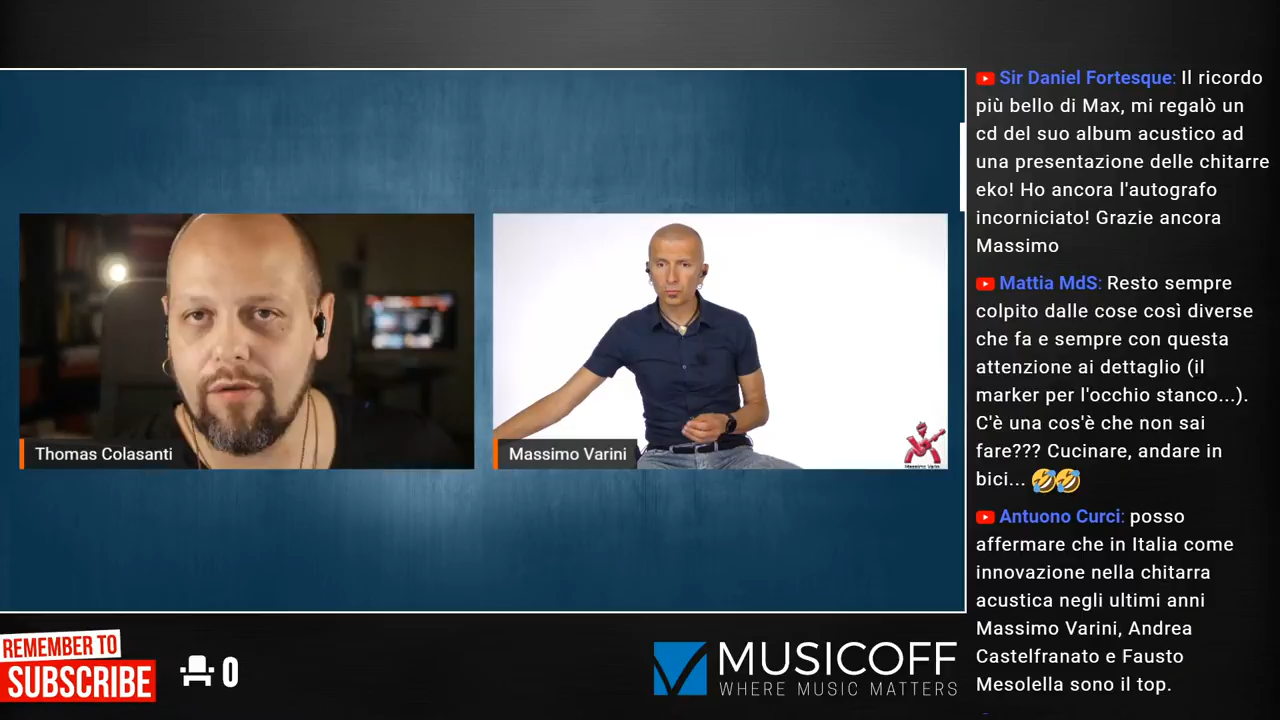 Sir Daniel Fortesque: Il ricordo
più bello di Max, mi regalò un
cd del suo album acustico ad
una presentazione delle chitarre
eko! Ho ancora l'autografo
incorniciato! Grazie ancora
Massimo
Mattia MdS: Resto sempre
colpito dalle cose così diverse
che fa e sempre con questa
attenzione ai dettaglio (il
marker per l'occhio stanco...).
C'è una cos'è che non sai
fare??? Cucinare, andare in
bici... 🤣🤣
Antuono Curci: posso
affermare che in Italia come
innovazione nella chitarra
acustica negli ultimi anni
Massimo Varini, Andrea
Castelfranato e Fausto
Mesolella sono il top.
Thomas Colasanti
Massimo Varini
Massimo Varini
REMEMBER TO
SUBSCRIBE
0
MUSICOFF
WHERE MUSIC MATTERS